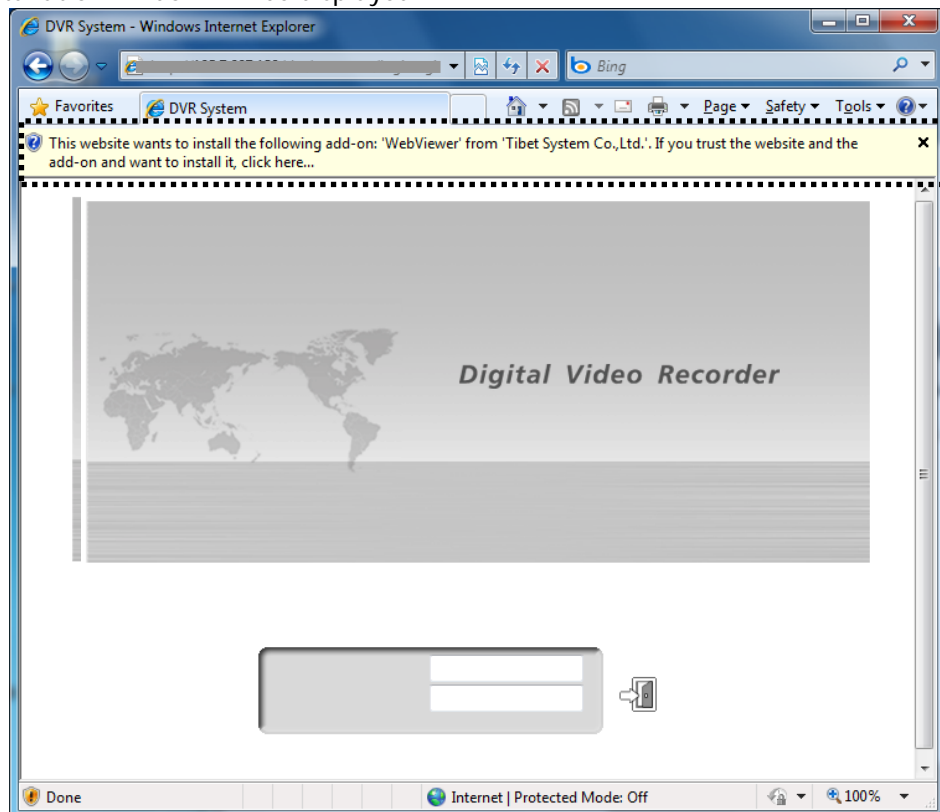 DVR System - Windows Internet Explorer
Bing
Favorites DVR System Page Safety Tools
This website wants to install the following add-on: 'WebViewer' from 'Tibet System Co.,Ltd.'. If you trust the website and the
add-on and want to install it, click here...
Digital Video Recorder
Done Internet | Protected Mode: Off 100%